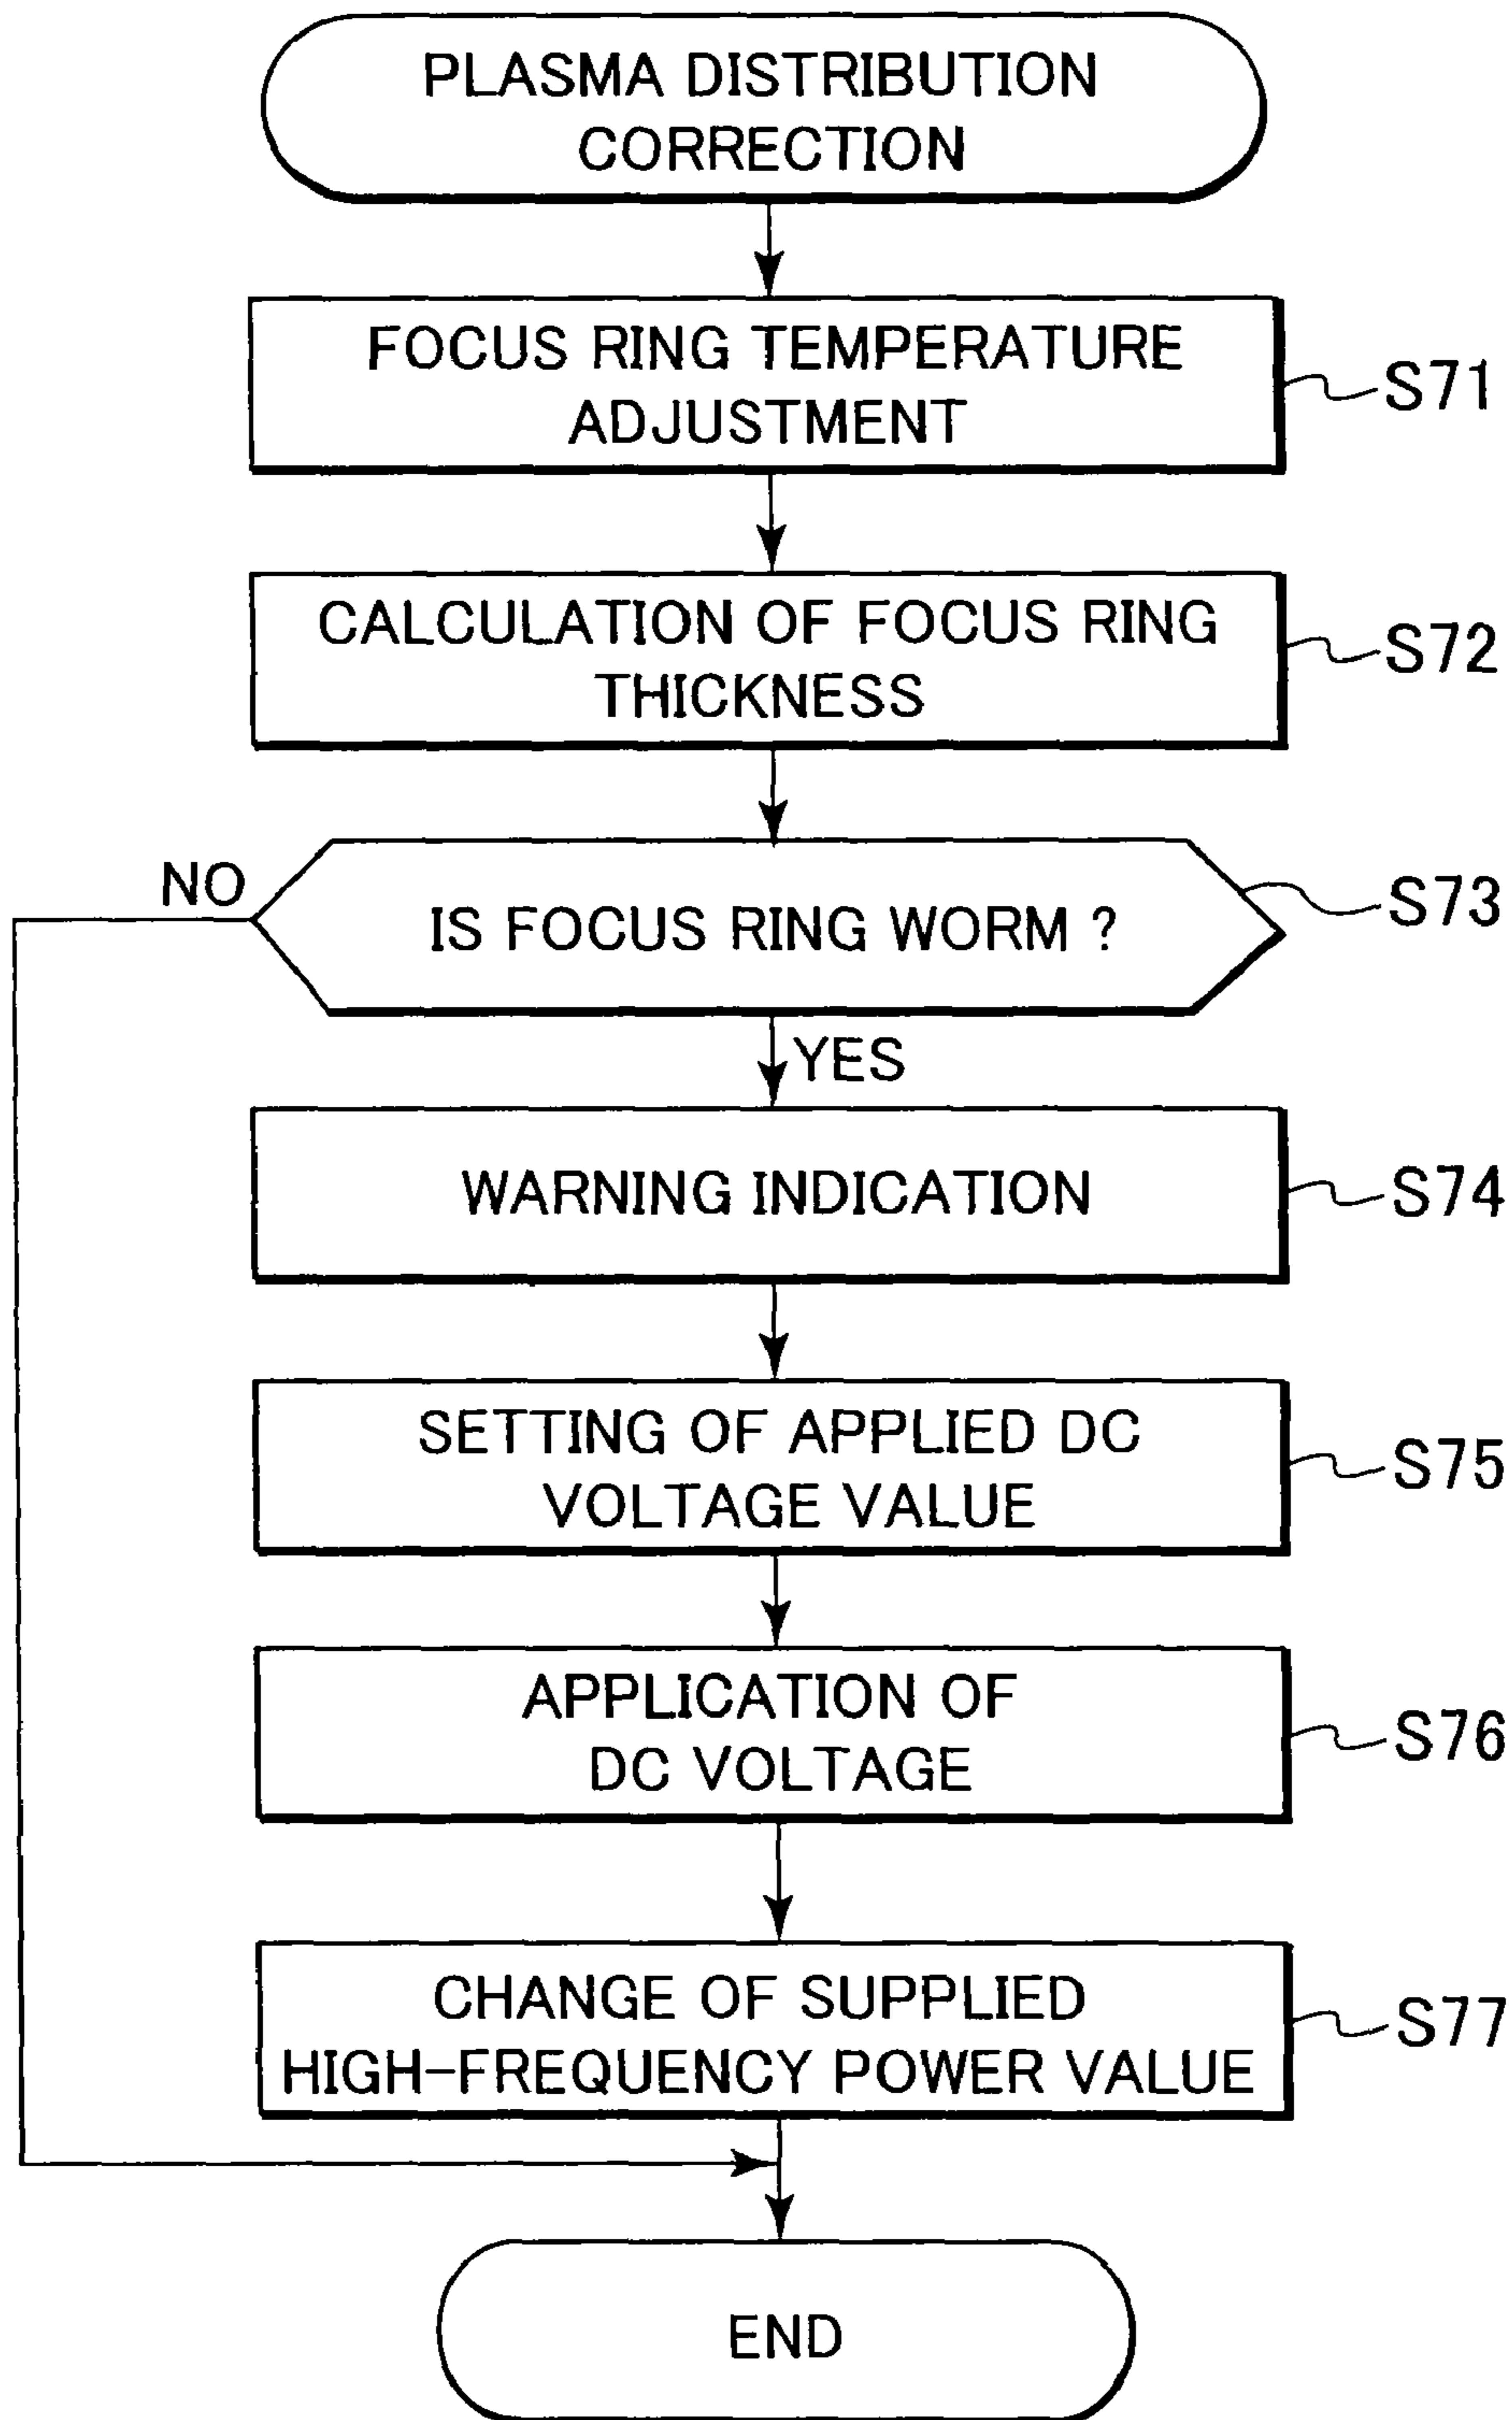 PLASMA DISTRIBUTION
CORRECTION
FOCUS RING TEMPERATURE
ADJUSTMENT
S71
CALCULATION OF FOCUS RING
THICKNESS
S72
NO
IS FOCUS RING WORM ?
S73
YES
WARNING INDICATION
S74
SETTING OF APPLIED DC
VOLTAGE VALUE
S75
APPLICATION OF
DC VOLTAGE
S76
CHANGE OF SUPPLIED
HIGH-FREQUENCY POWER VALUE
S77
END